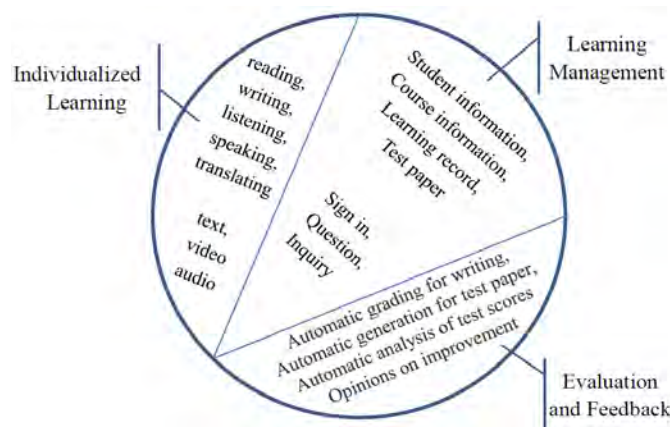 Individualized
Learning
reading,
writing,
listening,
speaking,
translating
text,
video
audio
Learning
Management
Student information,
Course information,
Learning record,
Test paper
Sign in,
Question,
Inquiry
Automatic grading for writing,
Automatic generation for test paper,
Automatic analysis of test scores
Opinions on improvement
Evaluation
and Feedback